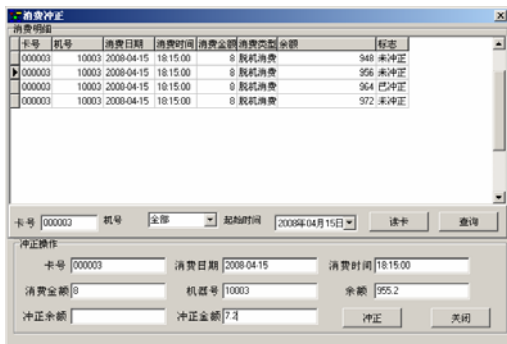 消费冲正
消费明细
卡号 机号 消费日期 消费时间 消费金额 消费类型 余额 标志
000003 10003 2008-04-15 18:15:00 8 脱机消费 948 未冲正
000003 10003 2008-04-15 18:15:00 8 脱机消费 956 未冲正
000003 10003 2008-04-15 18:15:00 8 脱机消费 964 已冲正
000003 10003 2008-04-15 18:15:00 8 脱机消费 972 未冲正
卡号 000003 机号 全部 起始时间 2008年04月15日 读卡 查询
冲正操作
卡号 000003 消费日期 2008-04-15 消费时间 18:15:00
消费金额 8 机器号 10003 余额 955.2
冲正余额 冲正金额 7.2 冲正 关闭